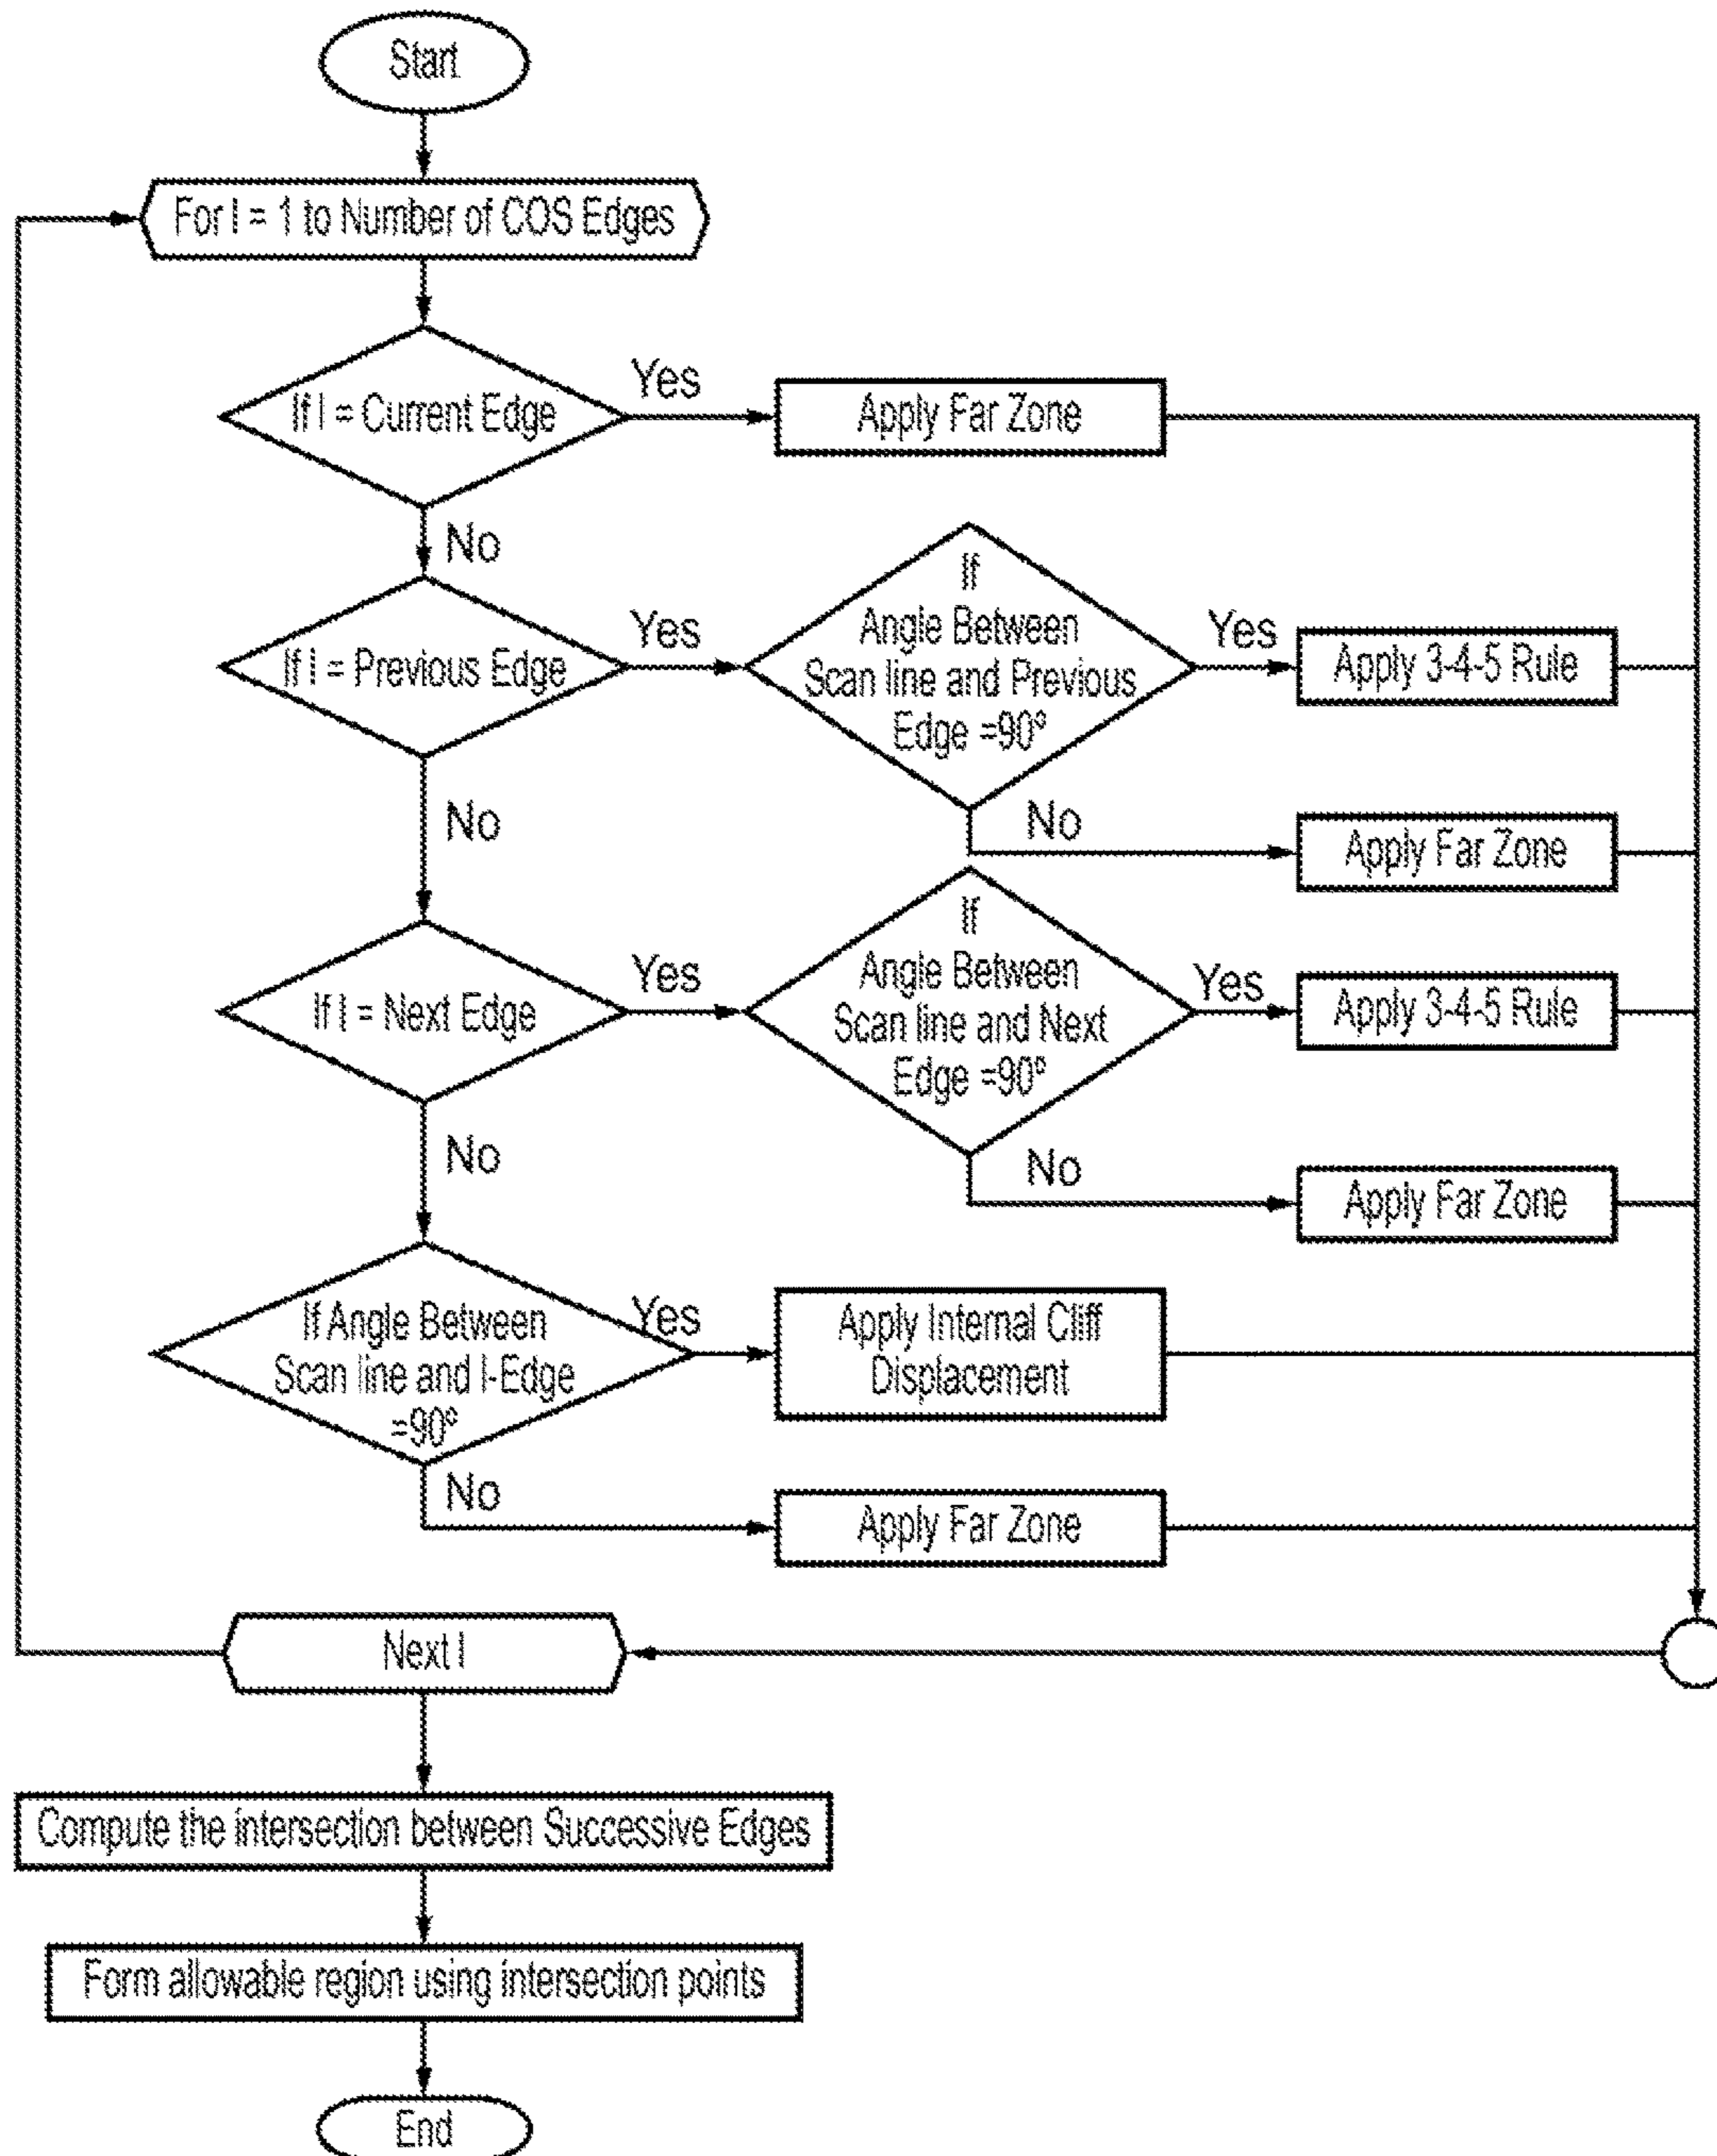 Start
For I = 1 to Number of COS Edges
If I = Current Edge
Yes
Apply Far Zone
No
If I = Previous Edge
Yes
If
Angle Between
Scan line and Previous
Edge =90º
Yes
Apply 3-4-5 Rule
No
Apply Far Zone
No
If I = Next Edge
Yes
If
Angle Between
Scan line and Next
Edge =90º
Yes
Apply 3-4-5 Rule
No
Apply Far Zone
No
If Angle Between
Scan line and I-Edge
=90º
Yes
Apply Internal Cliff
Displacement
No
Apply Far Zone
Next I
Compute the intersection between Successive Edges
Form allowable region using intersection points
End